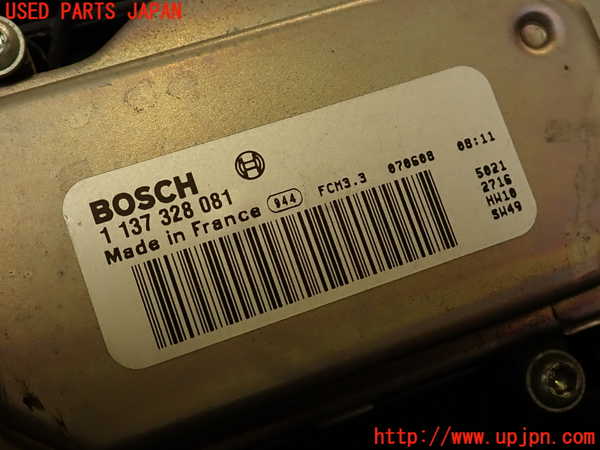 USED PARTS JAPAN
BOSCH
1 137 328 081
Made in France 944 FCM3.3 070608 08:11
5021
2716
HW10
SW49
http://www.upjpn.com/